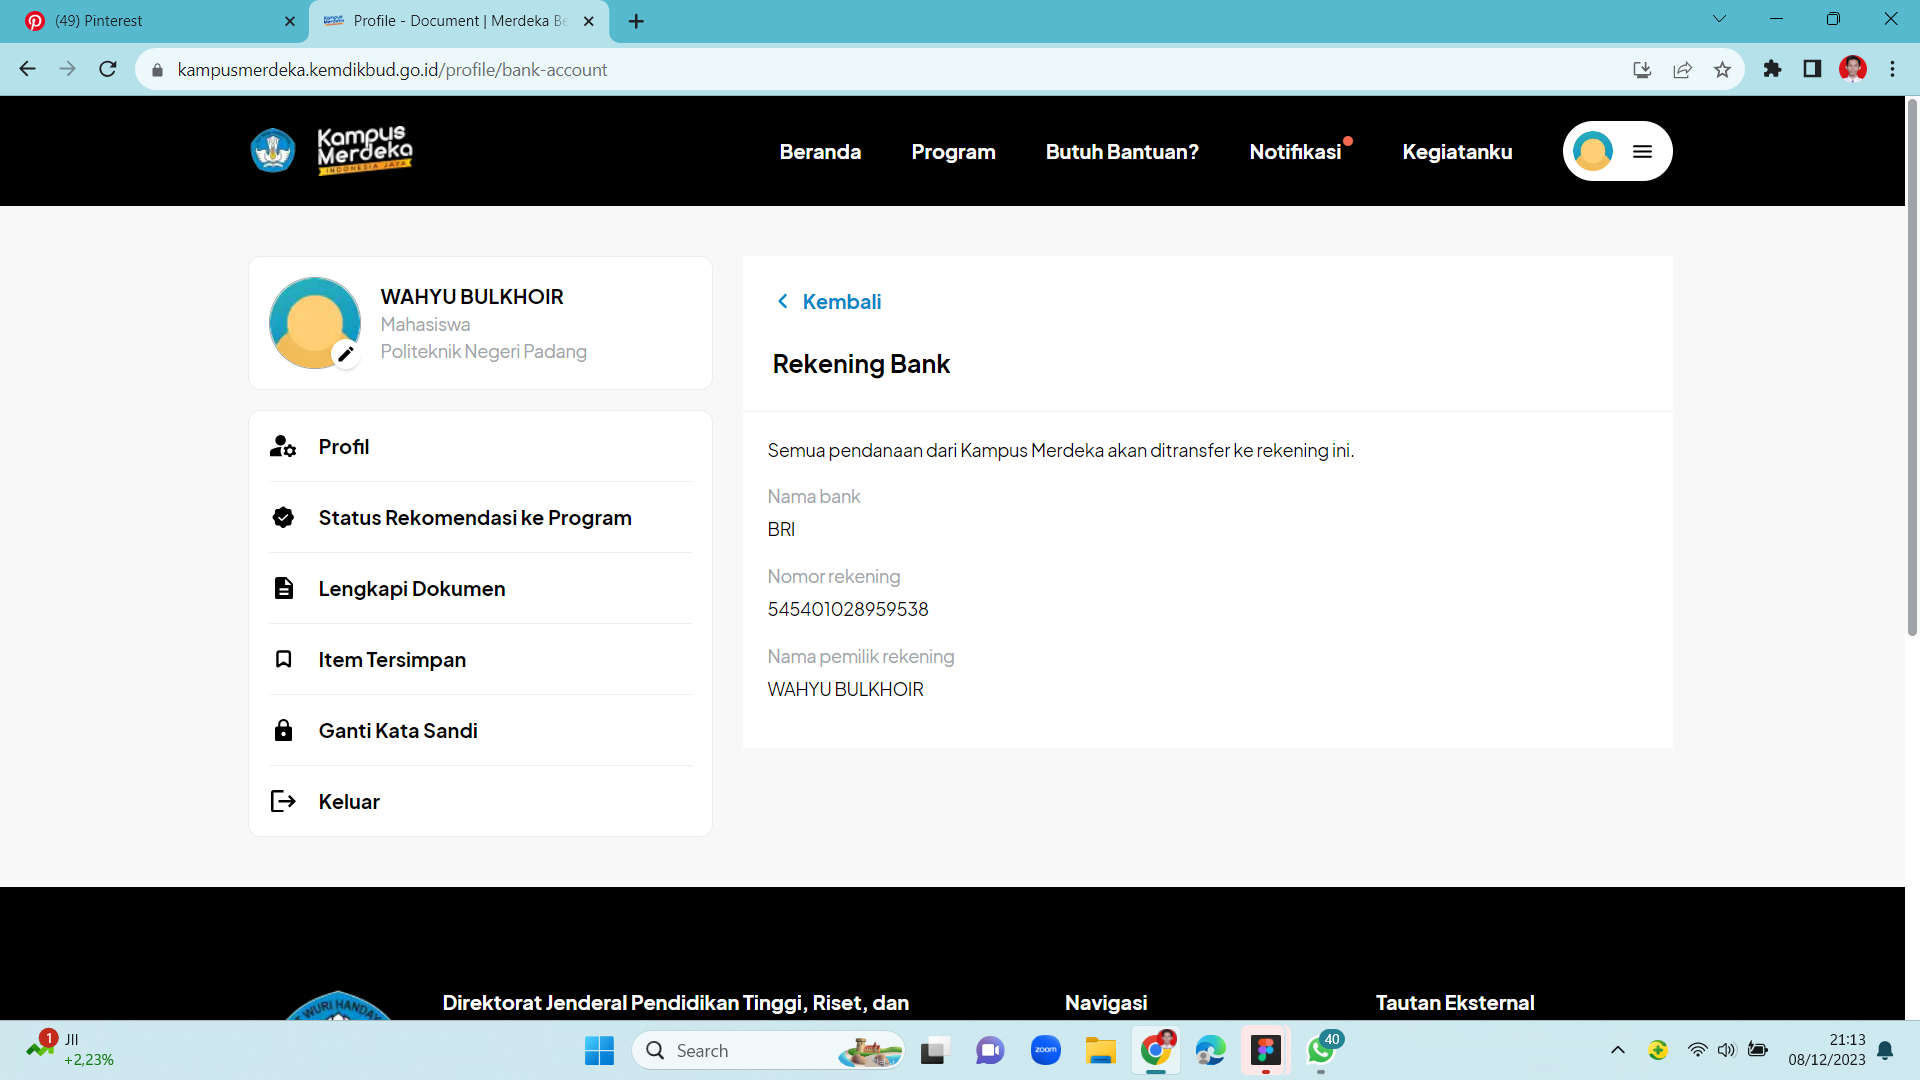 (49) Pinterest
Profile - Document | Merdeka Be
kampusmerdeka.kemdikbud.go.id/profile/bank-account
Kampus
Merdeka
INDONESIA JAYA
Beranda
Program
Butuh Bantuan?
Notifikasi
Kegiatanku
WAHYU BULKHOIR
Mahasiswa
Politeknik Negeri Padang
Profil
Status Rekomendasi ke Program
Lengkapi Dokumen
Item Tersimpan
Ganti Kata Sandi
Keluar
Kembali
Rekening Bank
Semua pendanaan dari Kampus Merdeka akan ditransfer ke rekening ini.
Nama bank
BRI
Nomor rekening
545401028959538
Nama pemilik rekening
WAHYU BULKHOIR
WURI HANDAY
Direktorat Jenderal Pendidikan Tinggi, Riset, dan
Navigasi
Tautan Eksternal
1
JII
+2,23%
Search
zoom
40
21:13
08/12/2023